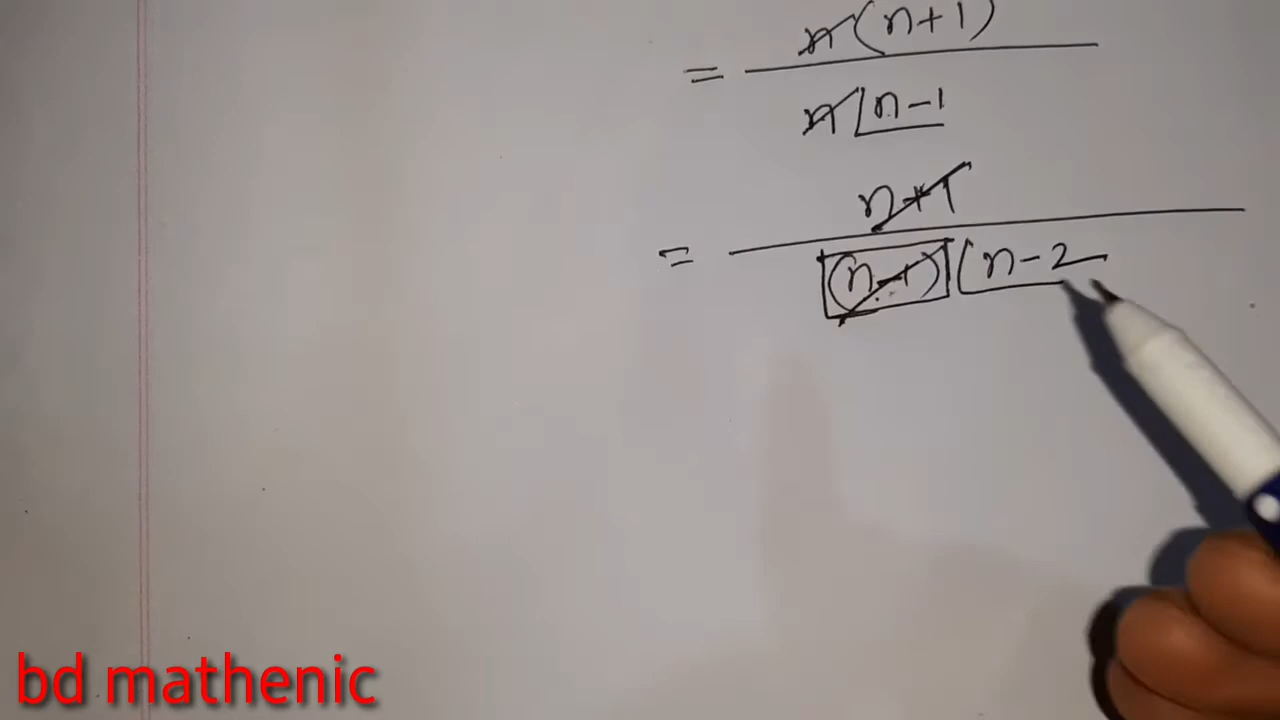 n(n+1)
=
n⌊n-1
n+1
=
(n-1)⌊n-2
bd mathenic